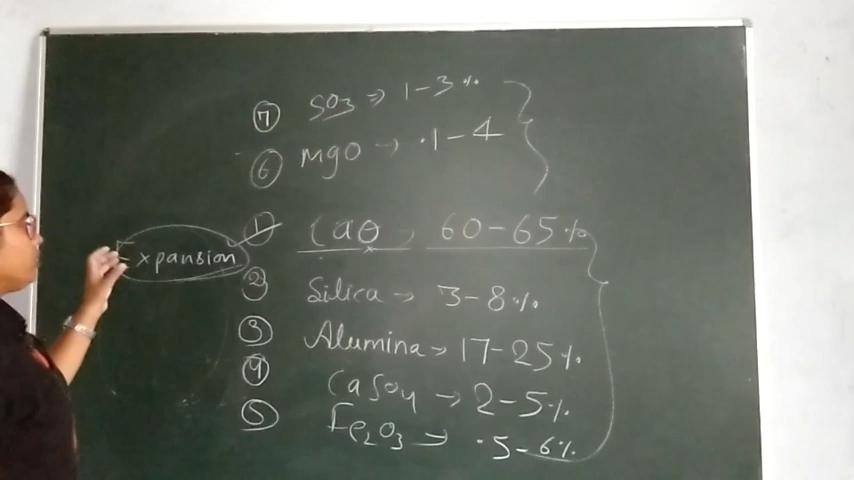 7 SO3 ⇒ 1-3%
6 MgO → .1-4
1 CaO → 60-65%
Expansion
2 Silica → 3-8%
3 Alumina → 17-25%
4 CaSO4 → 2-5%
5 Fe2O3 → .5-6%